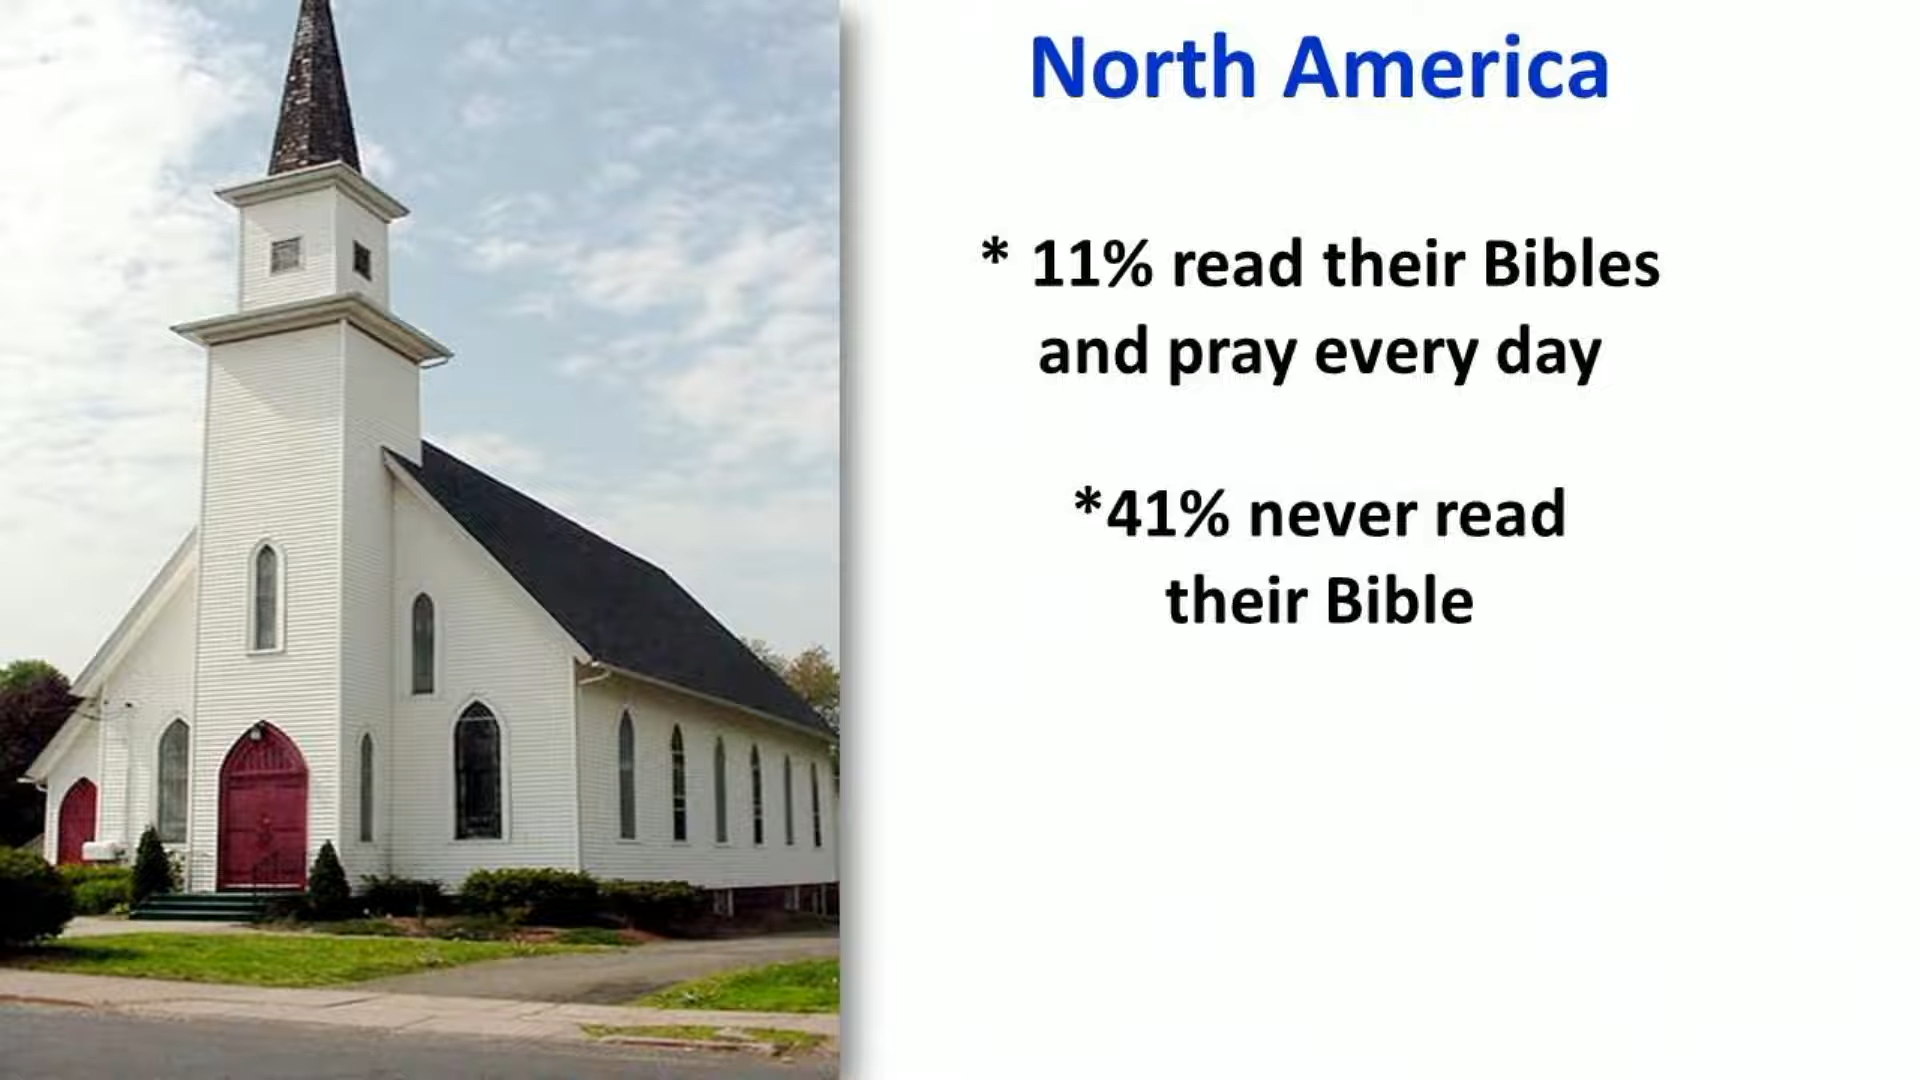 North America
* 11% read their Bibles
and pray every day
*41% never read
their Bible